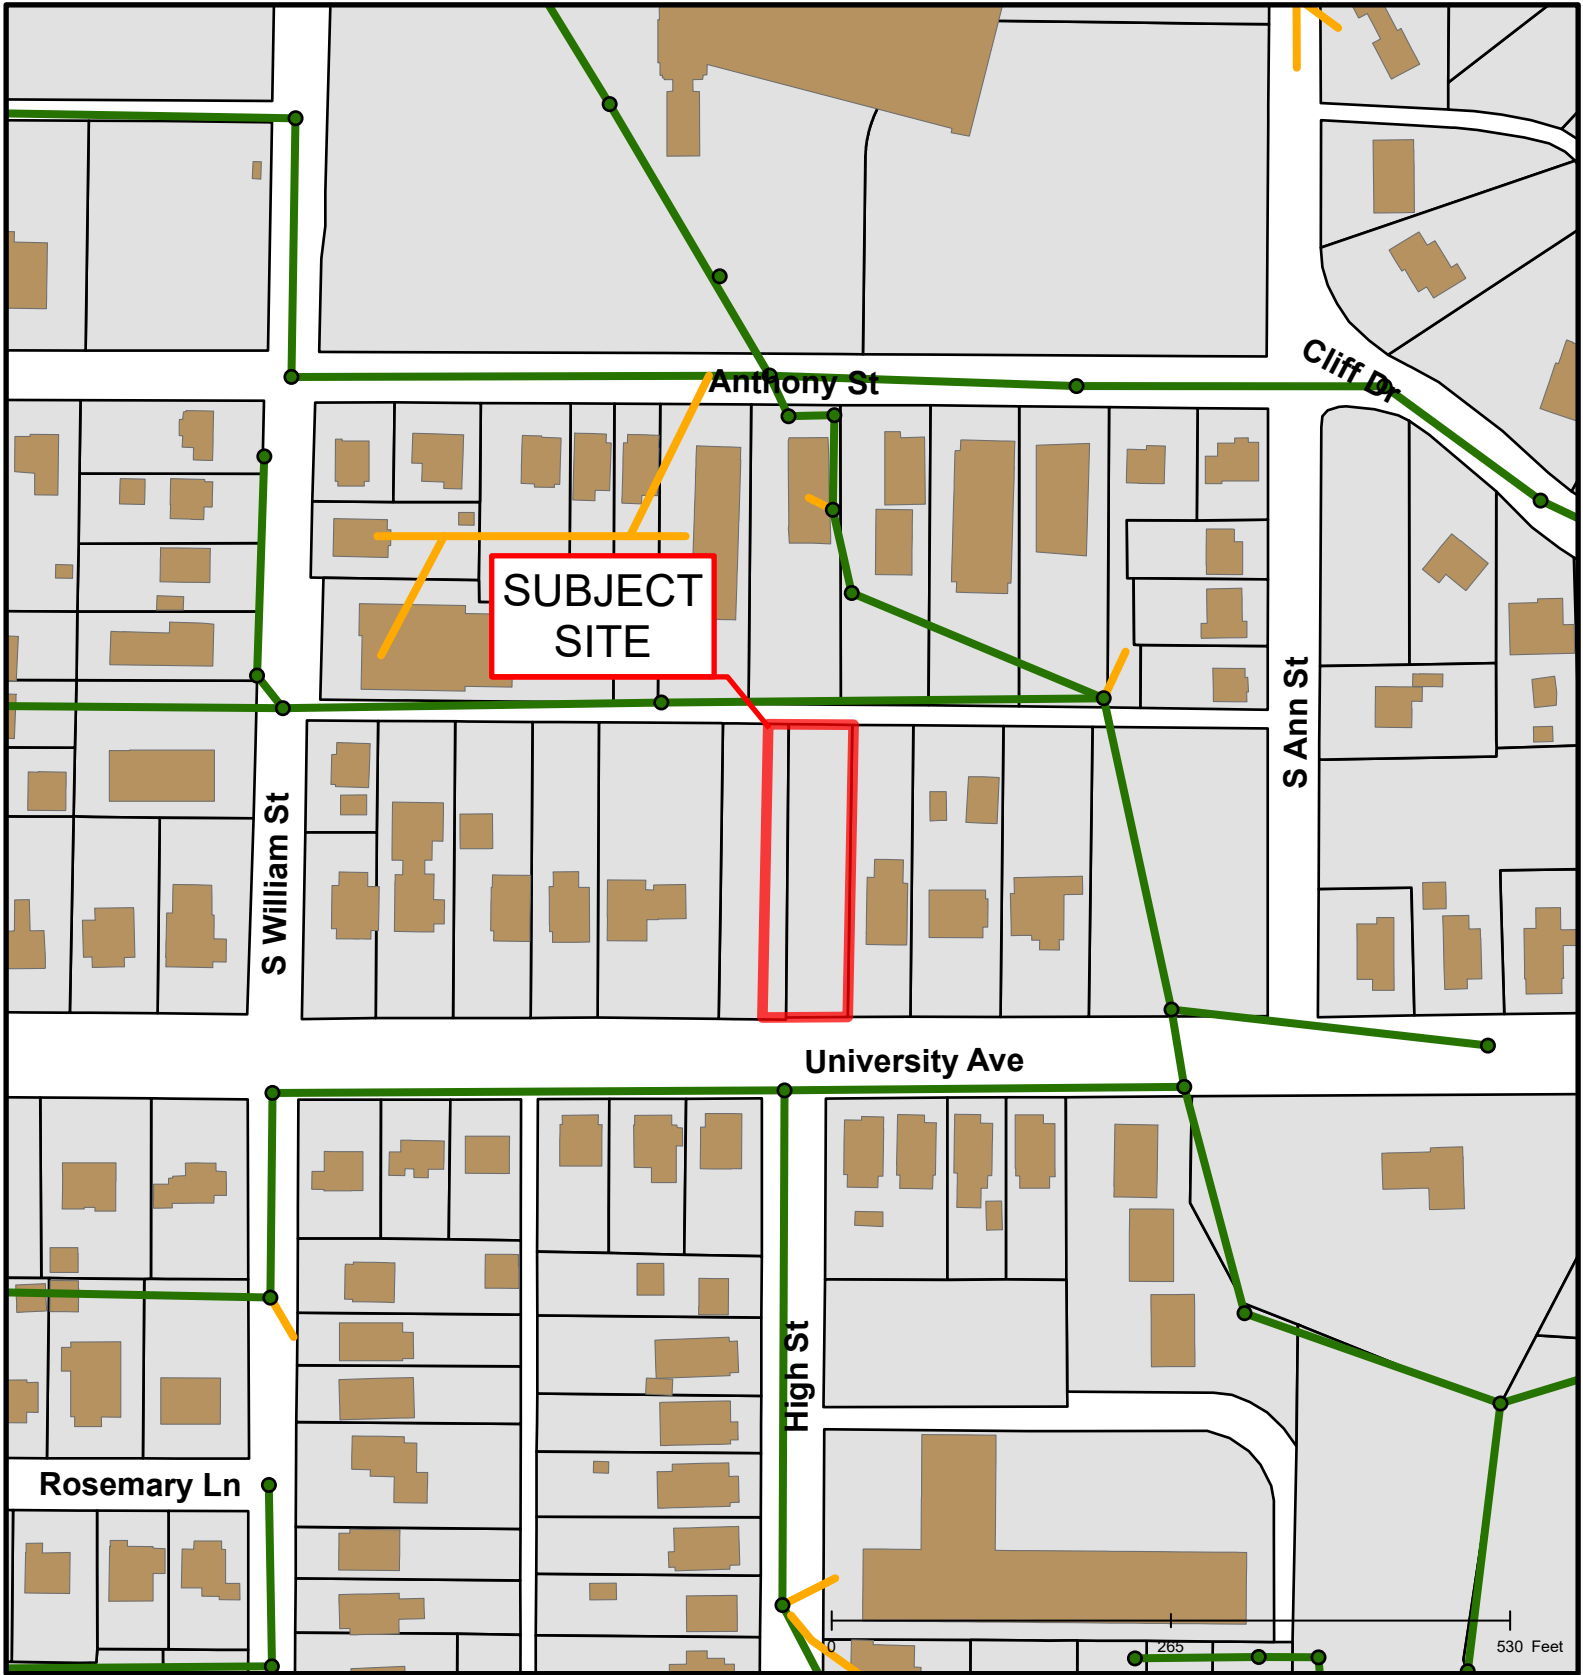 Anthony St
Cliff Dr
SUBJECT
SITE
S Ann St
S William St
University Ave
High St
Rosemary Ln
0 265 530 Feet